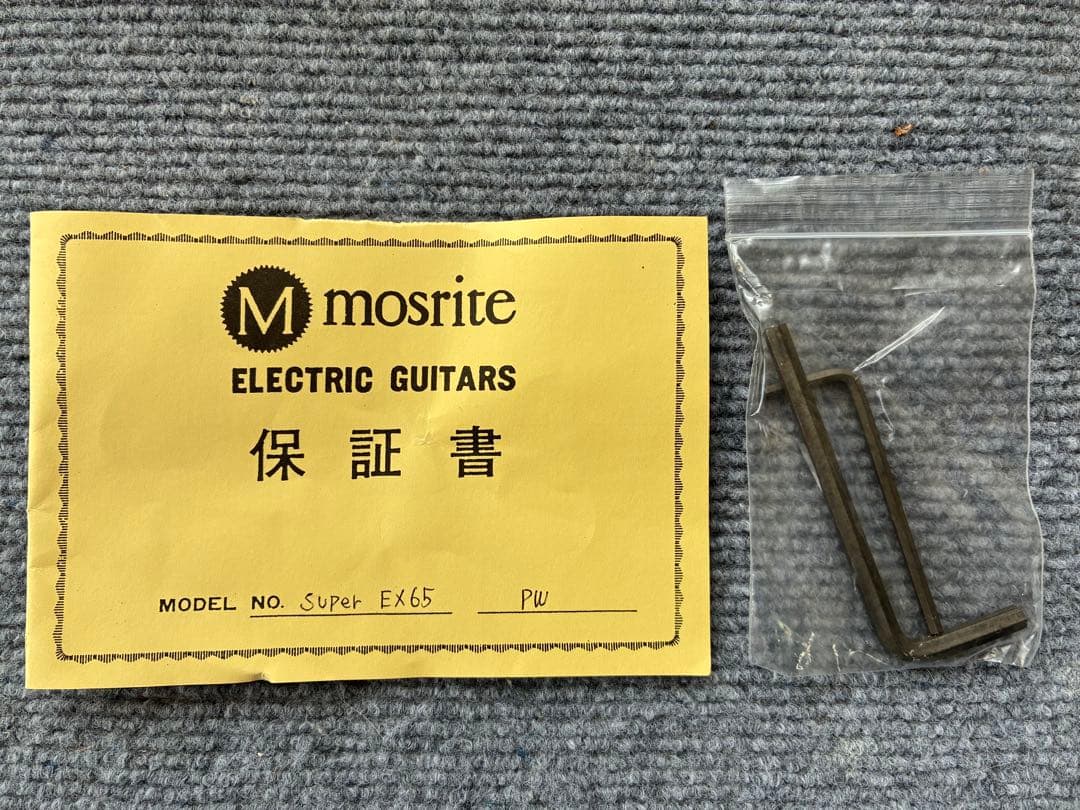 M mosrite
ELECTRIC GUITARS
保証書
MODEL NO. Super EX65 PW